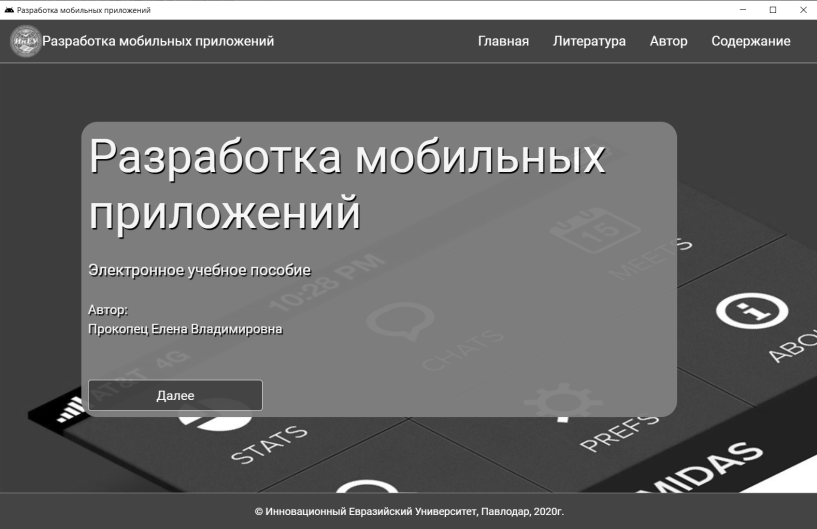 Разработка мобильных приложений
ИнЕУ Разработка мобильных приложений Главная Литература Автор Содержание
Разработка мобильных
приложений
Электронное учебное пособие
Автор:
Прокопец Елена Владимировна
Далее
10:28 PM
AT&T 4G
15
MEETS
CHATS
ABO
STATS
PREFS
MIDAS
© Инновационный Евразийский Университет, Павлодар, 2020г.